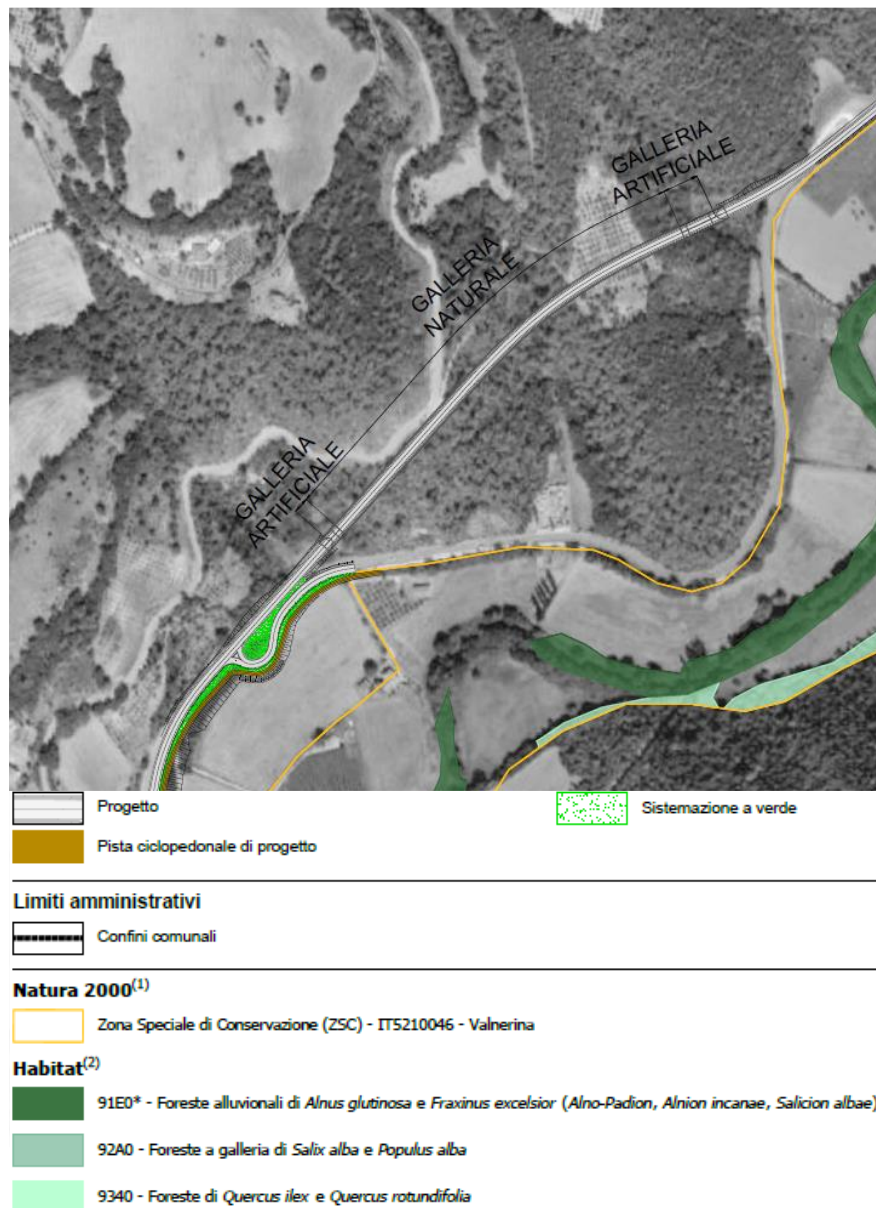 GALLERIA
ARTIFICIALE
GALLERIA
NATURALE
GALLERIA
ARTIFICIALE
Progetto
Sistemazione a verde
Pista ciclopedonale di progetto
Limiti amministrativi
Confini comunali
Natura 2000(1)
Zona Speciale di Conservazione (ZSC) - IT5210046 - Valnerina
Habitat(2)
91E0* - Foreste alluvionali di Alnus glutinosa e Fraxinus excelsior (Alno-Padion, Alnion incanae, Salicion albae)
92A0 - Foreste a galleria di Salix alba e Populus alba
9340 - Foreste di Quercus ilex e Quercus rotundifolia